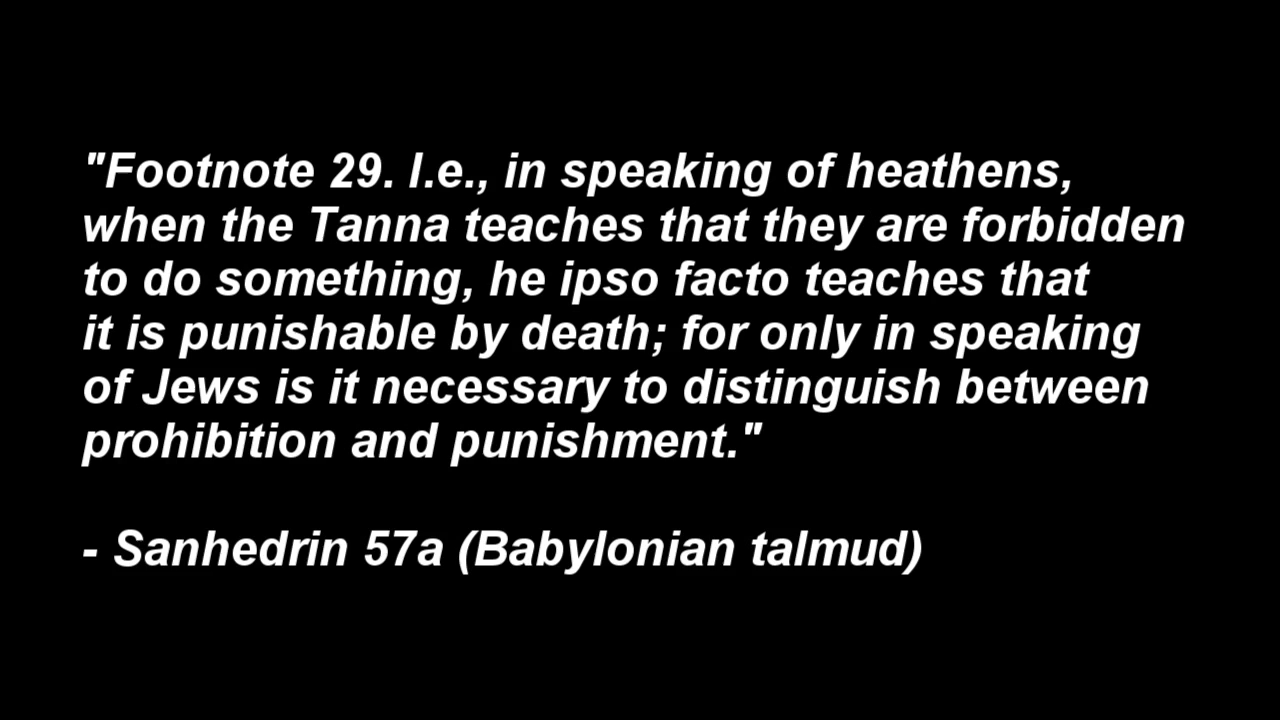 "Footnote 29. I.e., in speaking of heathens,
when the Tanna teaches that they are forbidden
to do something, he ipso facto teaches that
it is punishable by death; for only in speaking
of Jews is it necessary to distinguish between
prohibition and punishment."
- Sanhedrin 57a (Babylonian talmud)